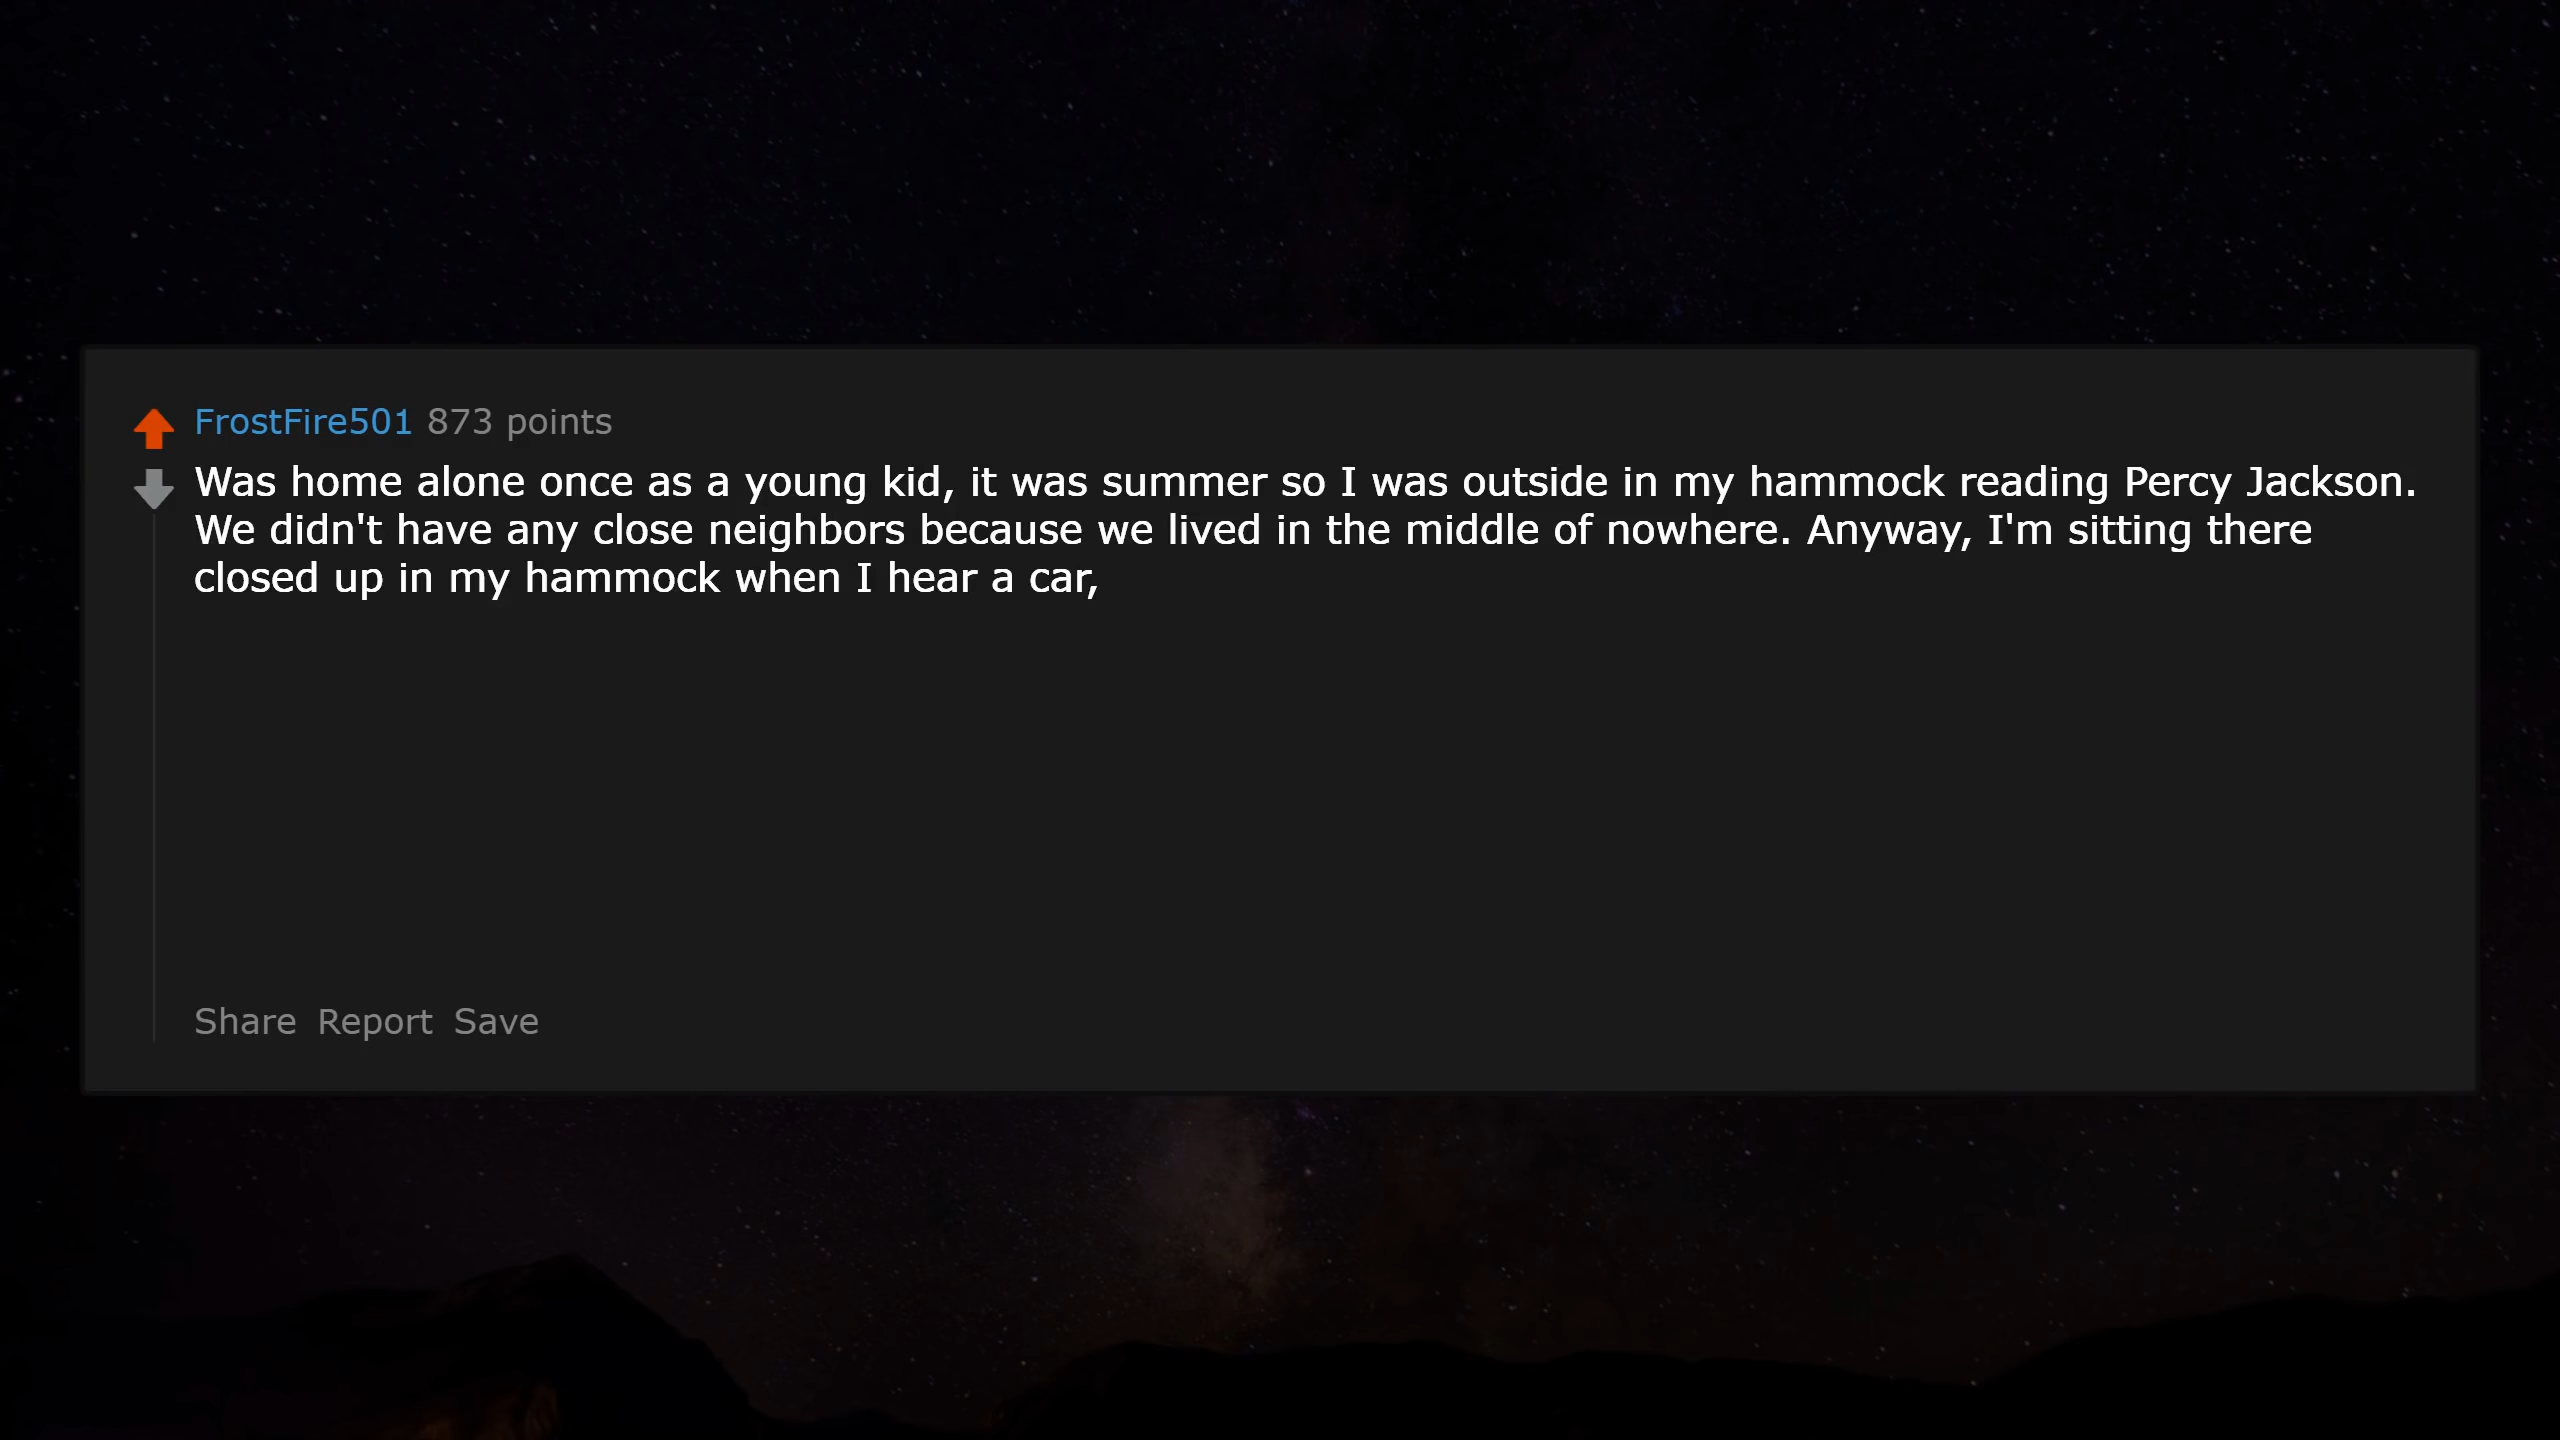 FrostFire501 873 points
Was home alone once as a young kid, it was summer so I was outside in my hammock reading Percy Jackson.
We didn't have any close neighbors because we lived in the middle of nowhere. Anyway, I'm sitting there
closed up in my hammock when I hear a car,
Share Report Save